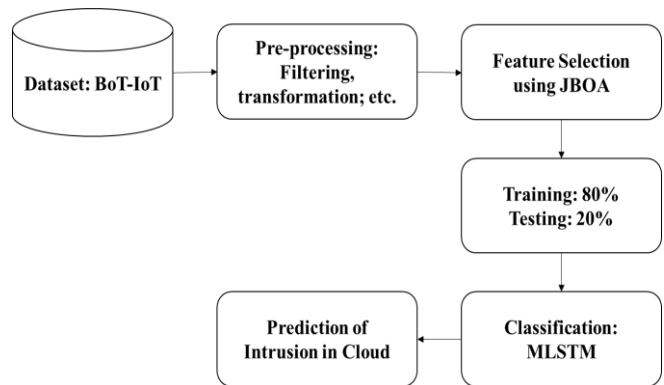 Dataset: BoT-IoT
Pre-processing:
Filtering,
transformation; etc.
Feature Selection
using JBOA
Training: 80%
Testing: 20%
Classification:
MLSTM
Prediction of
Intrusion in Cloud